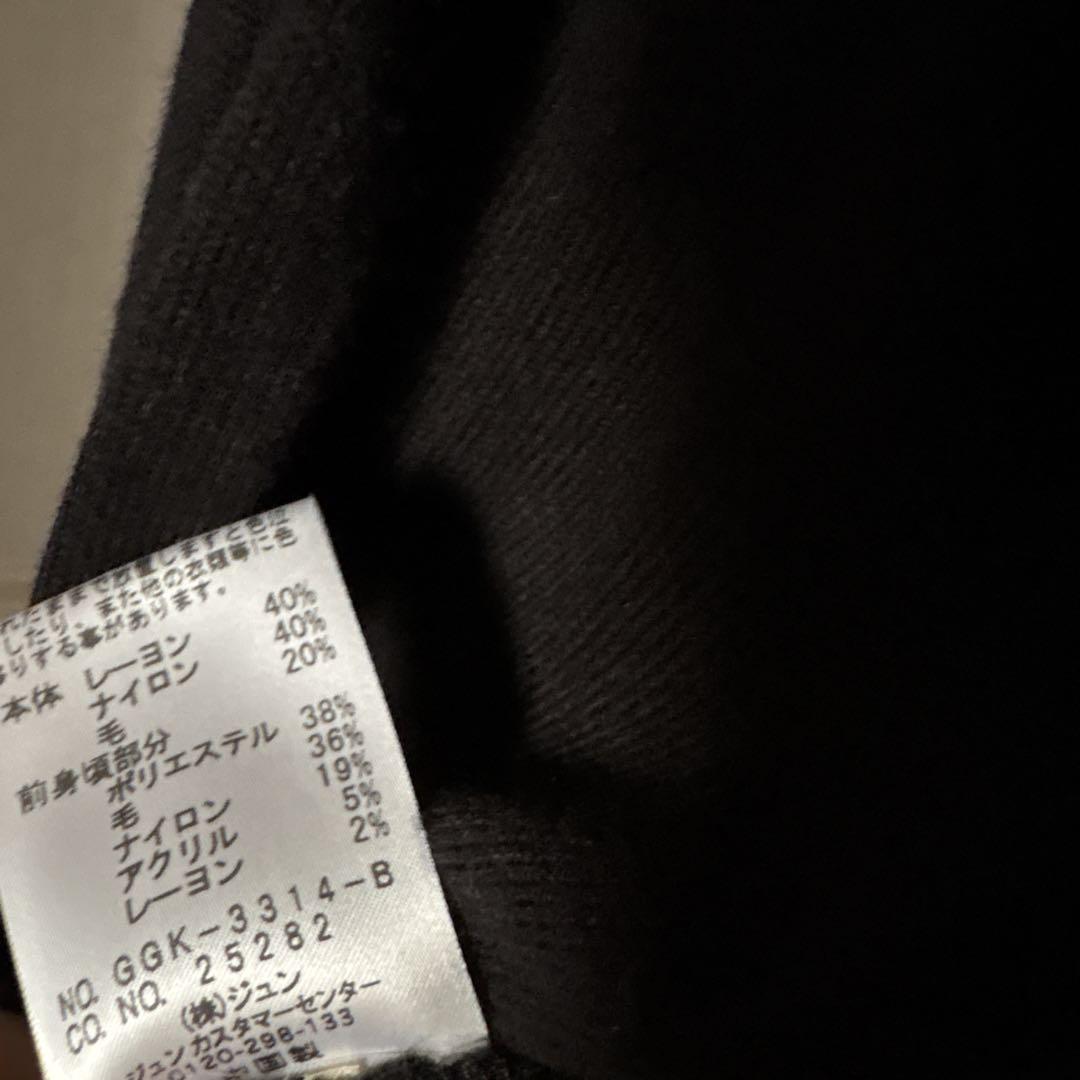 れたままで放置しますと色
したり、また他の衣類等に色
移りする事があります。
本体 レーヨン 40%
ナイロン 40%
毛 20%
前身頃部分
ポリエステル 38%
毛 36%
ナイロン 19%
アクリル 5%
レーヨン 2%
NO. GGK-3314-B
CO. NO. 25282
(株)ジュン
ジュンカスタマーセンター
0120-298-133
国製